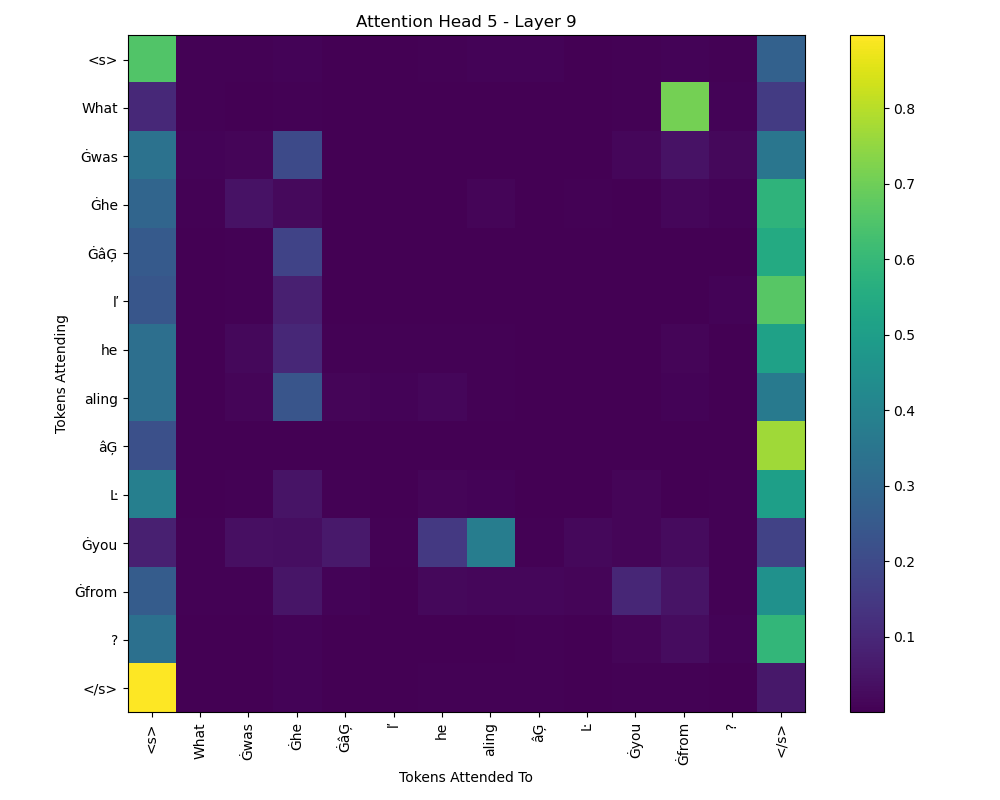 Attention Head 5 - Layer 9
Tokens Attending
<s>
What
Ġwas
Ġhe
ĠâĢ
ľ
he
aling
âĢ
Ŀ
Ġyou
Ġfrom
?
</s>
<s>
What
Ġwas
Ġhe
ĠâĢ
ľ
he
aling
âĢ
Ŀ
Ġyou
Ġfrom
?
</s>
Tokens Attended To
0.8
0.7
0.6
0.5
0.4
0.3
0.2
0.1